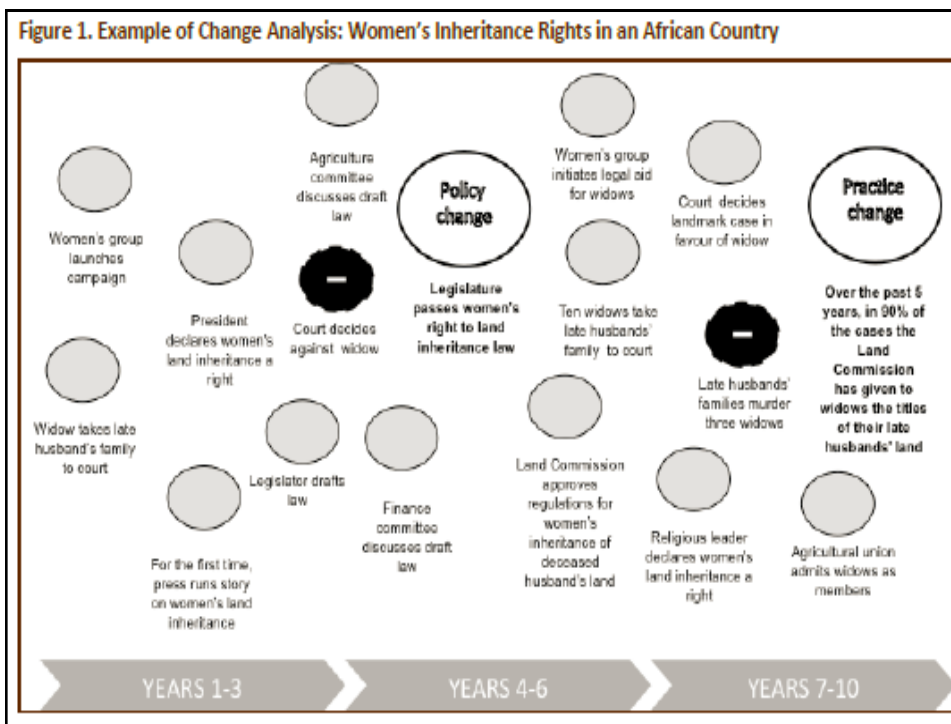 Figure 1. Example of Change Analysis: Women's Inheritance Rights in an African Country
Women's group
launches
campaign
Widow takes late
husband's family
to court
President
declares women's
land inheritance a
right
For the first time,
press runs story
on women's land
inheritance
Agriculture
committee
discusses draft
law
Court decides
against widow
Legislator drafts
law
Finance
committee
discusses draft
law
Policy
change
Legislature
passes women's
right to land
inheritance law
Women's group
initiates legal aid
for widows
Ten widows take
late husbands'
family to court
Land Commission
approves
regulations for
women's
inheritance of
deceased
husband's land
Court decides
landmark case in
favour of widow
Late husbands'
families murder
three widows
Religious leader
declares women's
land inheritance a
right
Practice
change
Over the past 5
years, in 90% of
the cases the
Land
Commission
has given to
widows the titles
of their late
husbands' land
Agricultural union
admits widows as
members
YEARS 1-3
YEARS 4-6
YEARS 7-10